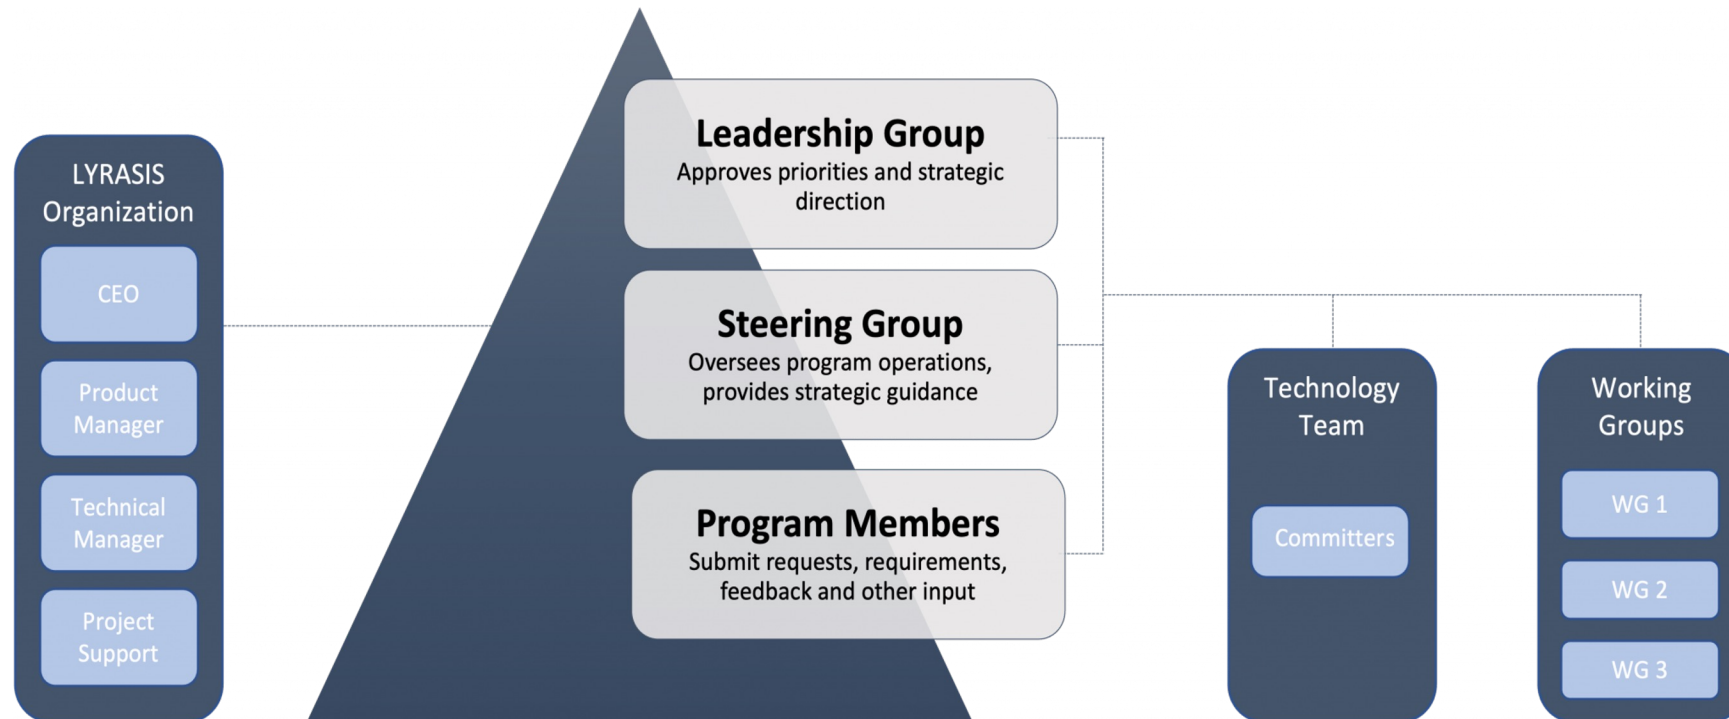 LYRASIS
Organization
CEO
Product
Manager
Technical
Manager
Project
Support
Leadership Group
Approves priorities and strategic
direction
Steering Group
Oversees program operations,
provides strategic guidance
Program Members
Submit requests, requirements,
feedback and other input
Technology
Team
Committers
Working
Groups
WG 1
WG 2
WG 3